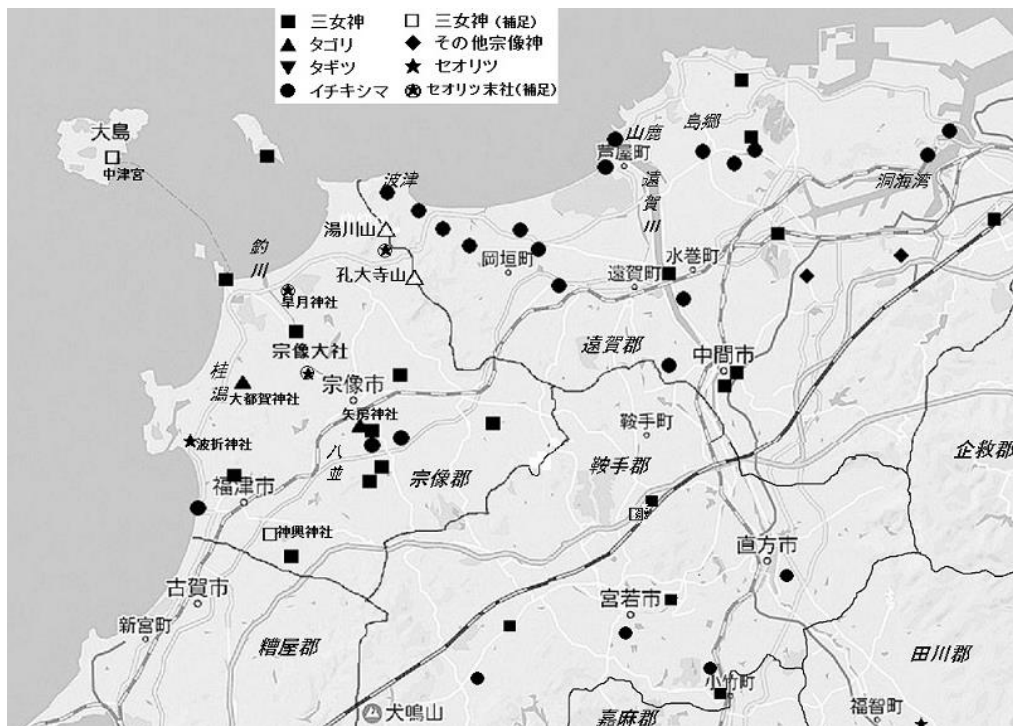 ■ 三女神
□ 三女神(補足)
▲ タゴリ
◆ その他宗像神
▼ タギツ
★ セオリツ
● イチキシマ
セオリツ末社(補足)
大島
中津宮
波津
山鹿
島郷
芦屋町
遠賀川
洞海湾
湯川山
釣川
孔大寺山
岡垣町
水巻町
遠賀町
皐月神社
宗像大社
遠賀郡
中間市
桂潟
大都賀神社
宗像市
矢房神社
鞍手町
波折神社
八並
宗像郡
鞍手郡
企救郡
福津市
神興神社
直方市
古賀市
宮若市
新宮町
糟屋郡
田川郡
小竹町
犬鳴山
嘉麻郡
福智町